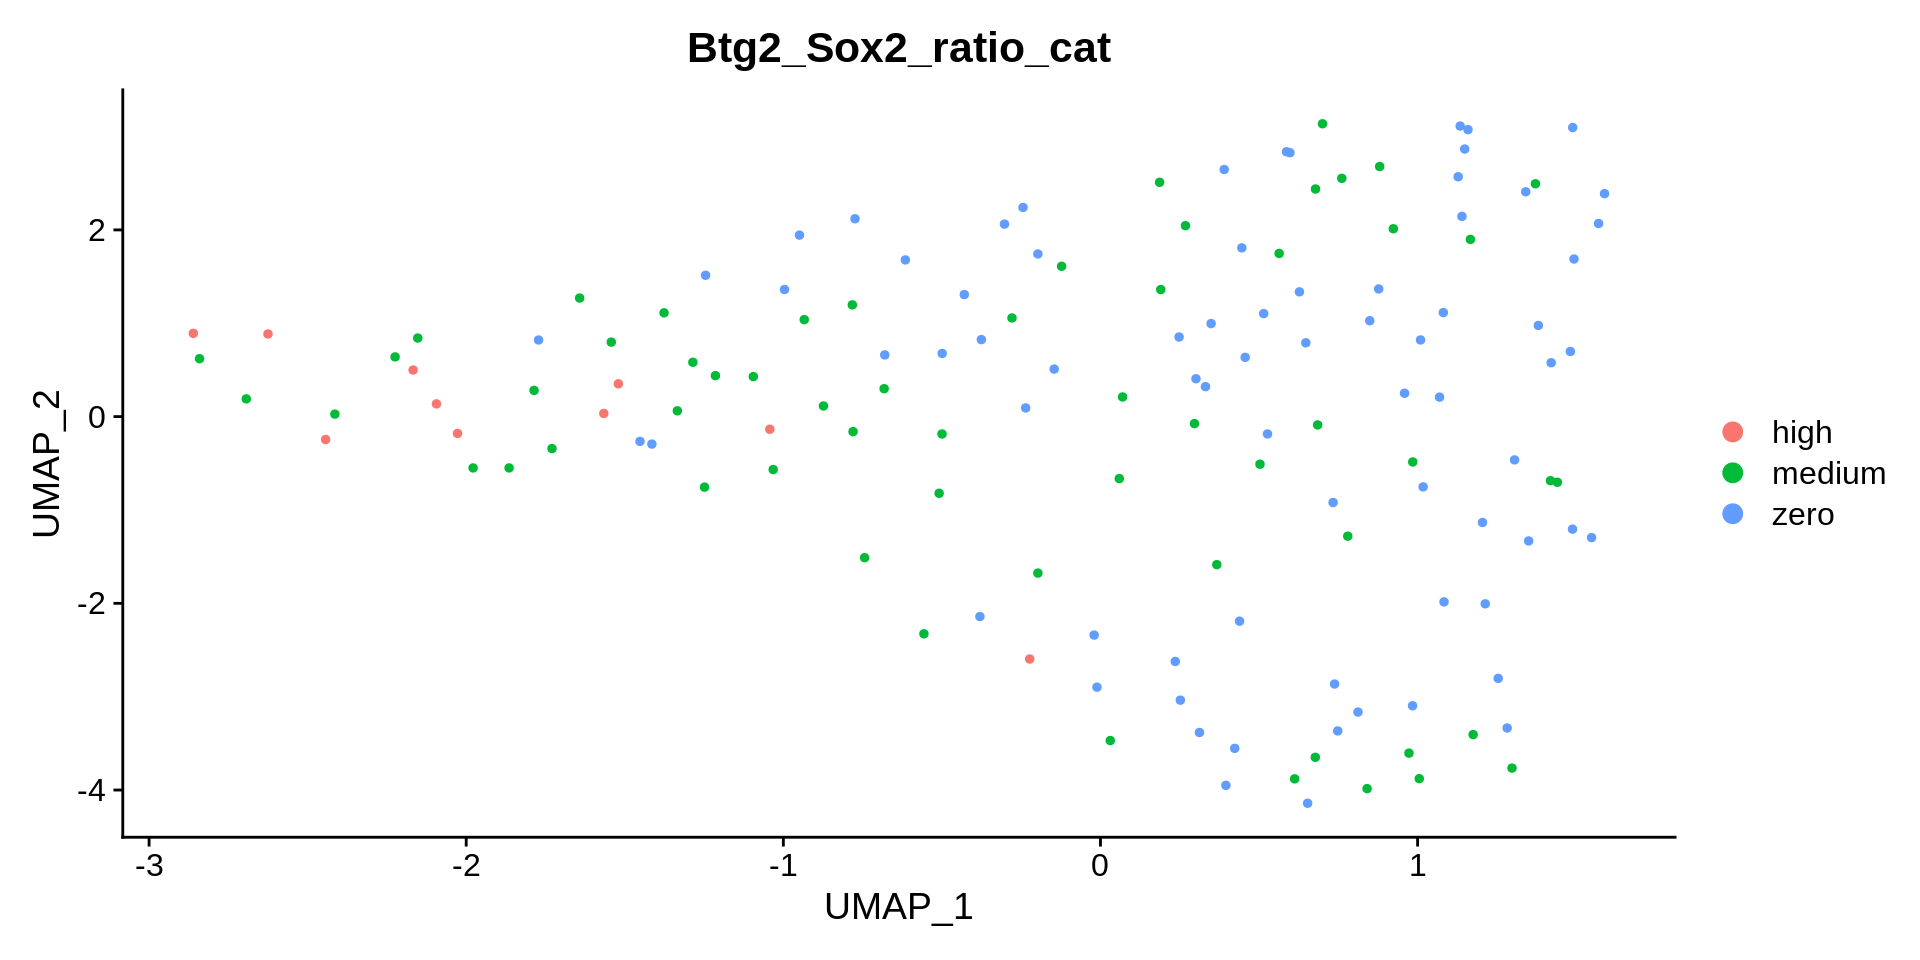 Btg2_Sox2_ratio_cat
UMAP_2
2
0
-2
-4
-3
-2
-1
0
1
UMAP_1
high
medium
zero